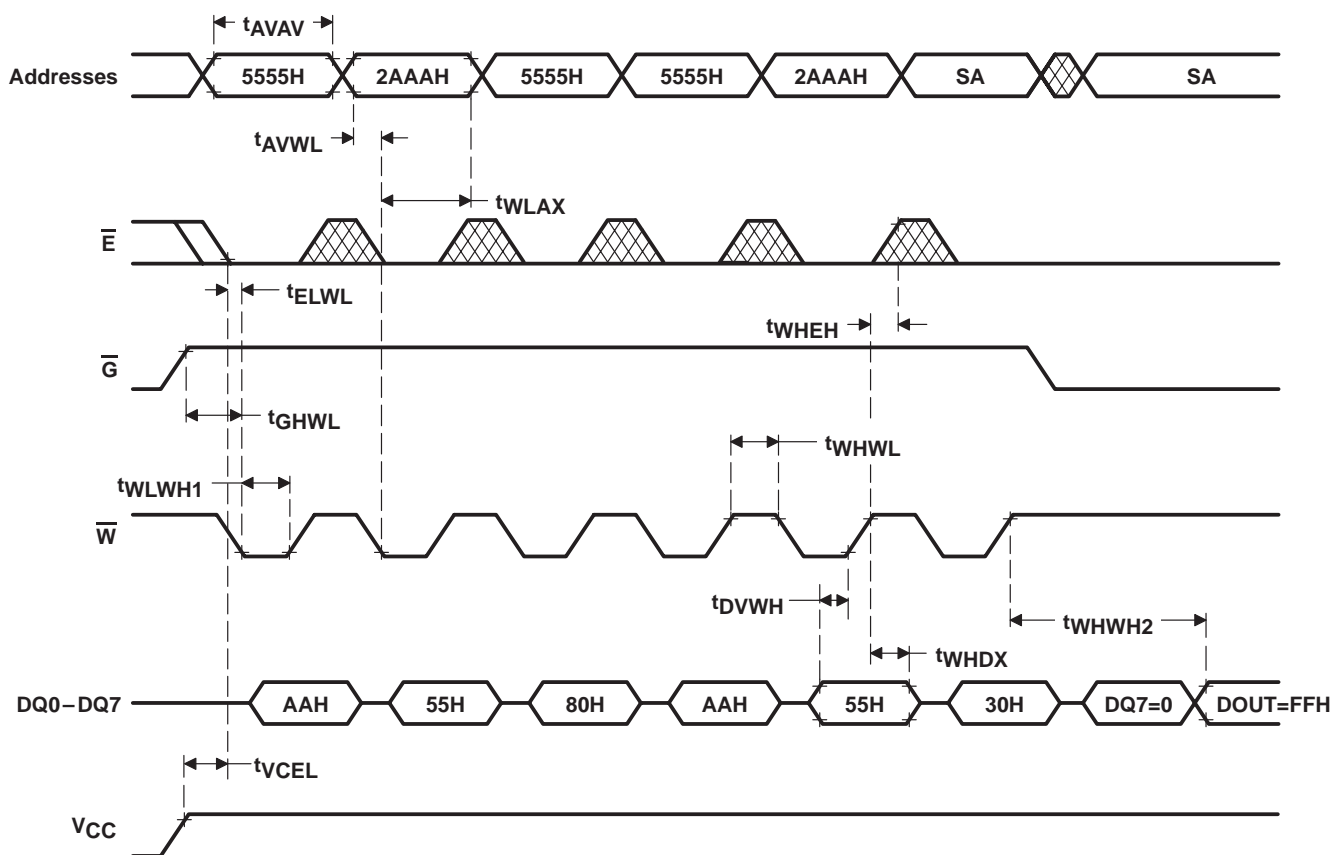 tAVAV
Addresses 5555H 2AAAH 5555H 5555H 2AAAH SA SA
tAVWL
tWLAX
E
tELWL
tWHEH
G
tGHWL
tWHWL
tWLWH1
W
tDVWH
tWHWH2
tWHDX
DQ0–DQ7 AAH 55H 80H AAH 55H 30H DQ7=0 DOUT=FFH
tVCEL
VCC